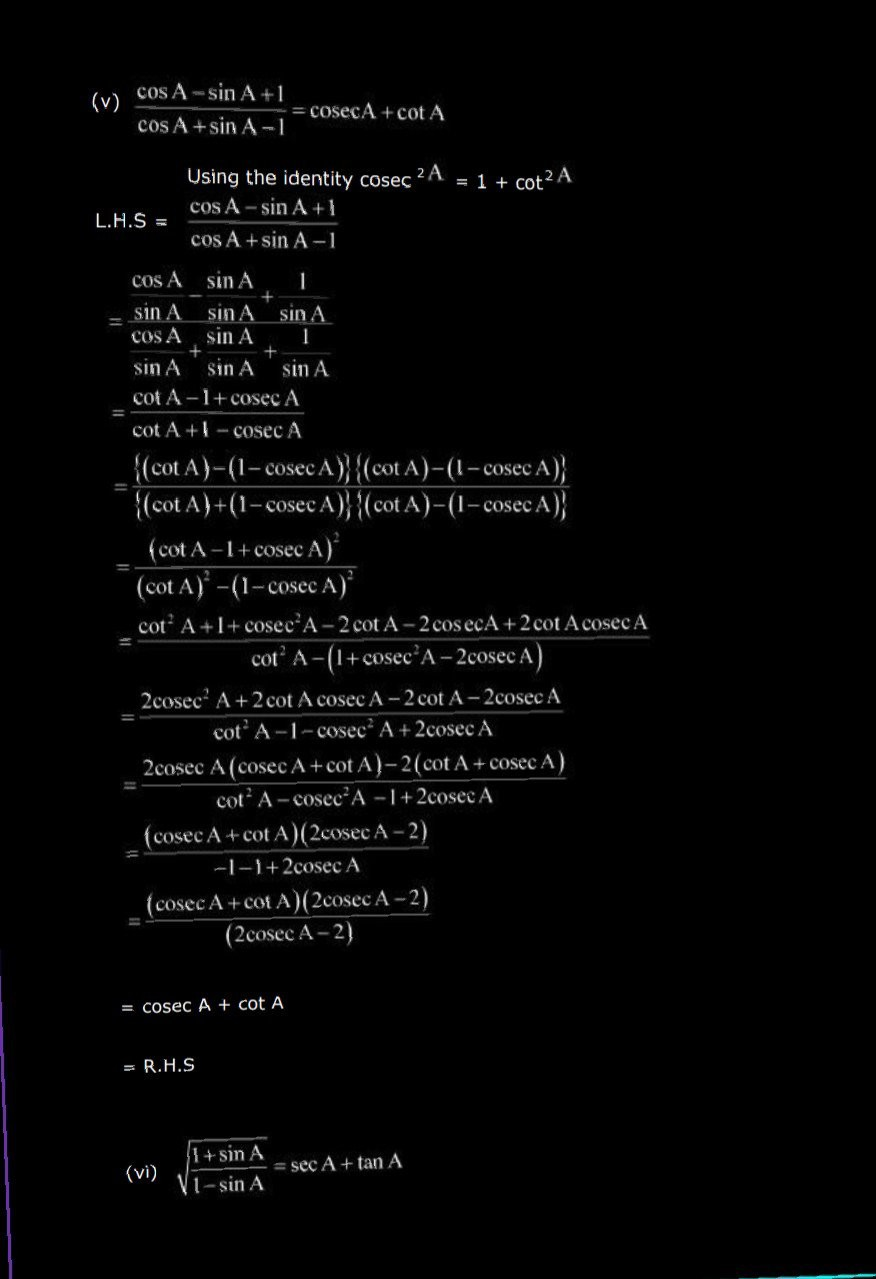 (v) cos A − sin A + 1 / cos A + sin A − 1 = cosecA + cot A
Using the identity cosec ²A = 1 + cot² A
L.H.S = cos A − sin A + 1 / cos A + sin A − 1
= cos A / sin A − sin A / sin A + 1 / sin A / cos A / sin A + sin A / sin A + 1 / sin A
= cot A − 1 + cosec A / cot A + 1 − cosec A
= {(cot A) − (1 − cosec A)} {(cot A) − (1 − cosec A)} / {(cot A) + (1 − cosec A)} {(cot A) − (1 − cosec A)}
= (cot A − 1 + cosec A)² / (cot A)² − (1 − cosec A)²
= cot² A + 1 + cosec²A − 2 cot A − 2 cosecA + 2 cot A cosec A / cot² A − (1 + cosec²A − 2cosec A)
= 2cosec² A + 2 cot A cosec A − 2 cot A − 2cosec A / cot² A − 1 − cosec² A + 2cosec A
= 2cosec A (cosec A + cot A) − 2(cot A + cosec A) / cot² A − cosec²A − 1 + 2cosec A
= (cosec A + cot A)(2cosec A − 2) / −1 − 1 + 2cosec A
= (cosec A + cot A)(2cosec A − 2) / (2cosec A − 2)
= cosec A + cot A
= R.H.S
(vi) √(1 + sin A / 1 − sin A) = sec A + tan A